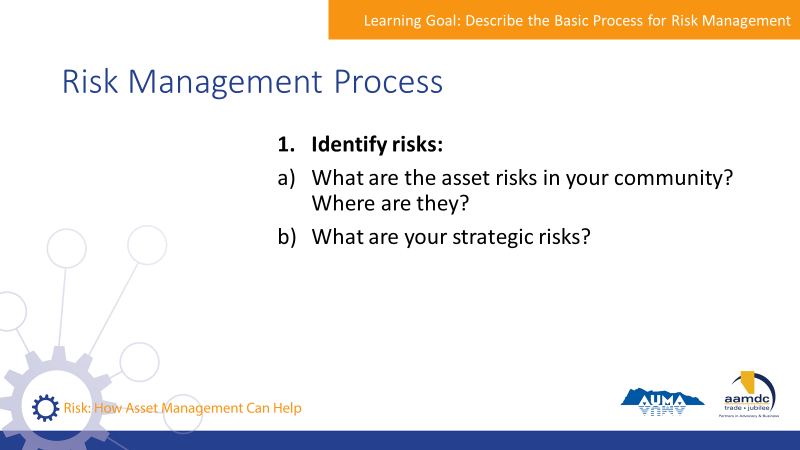 Learning Goal: Describe the Basic Process for Risk Management
Risk Management Process
1. Identify risks:
a) What are the asset risks in your community?
Where are they?
b) What are your strategic risks?
Risk: How Asset Management Can Help
AUMA
aamdc
trade • jubilee
Partners in Advocacy & Business